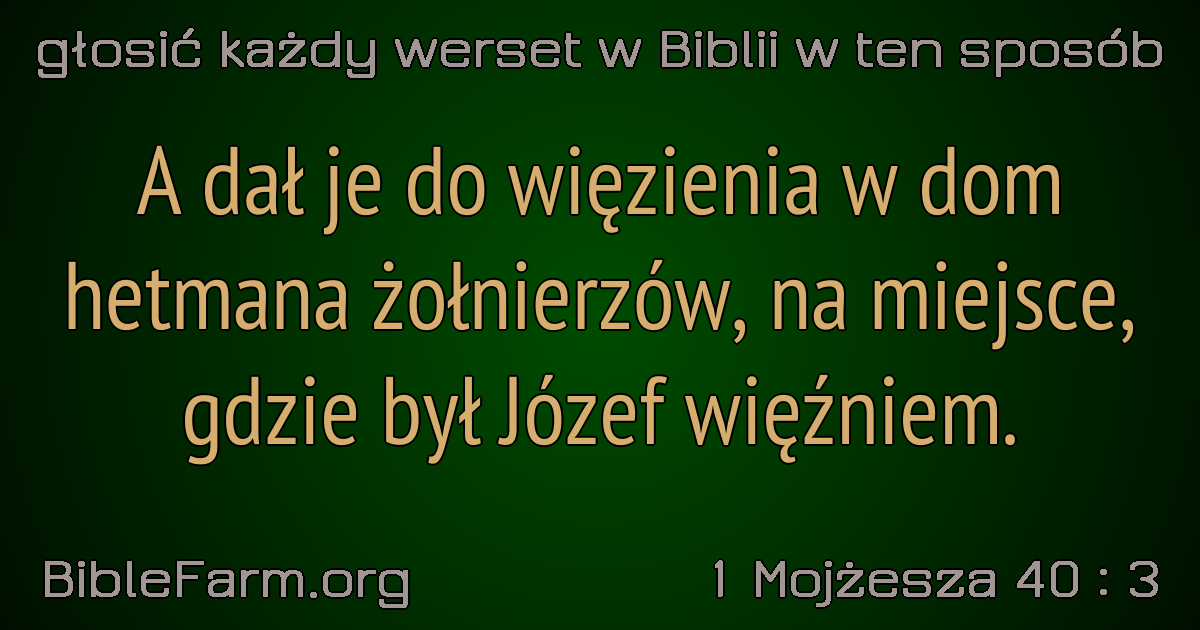 głosić każdy werset w Biblii w ten sposób
A dał je do więzienia w dom
hetmana żołnierzów, na miejsce,
gdzie był Józef więźniem.
BibleFarm.org
1 Mojżesza 40 : 3